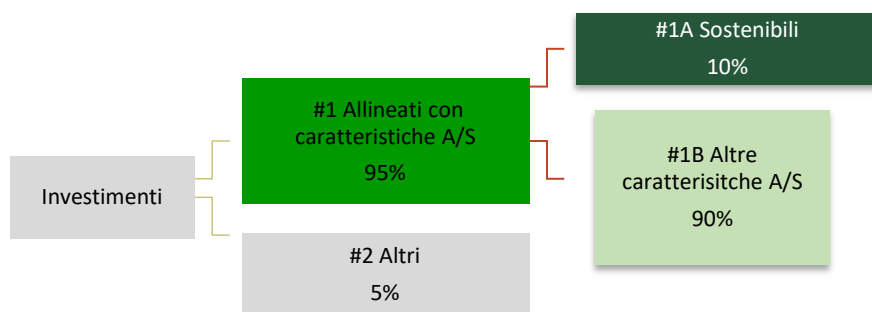 Investimenti
#1 Allineati con
caratteristiche A/S
95%
#2 Altri
5%
#1A Sostenibili
10%
#1B Altre
caratterisitche A/S
90%